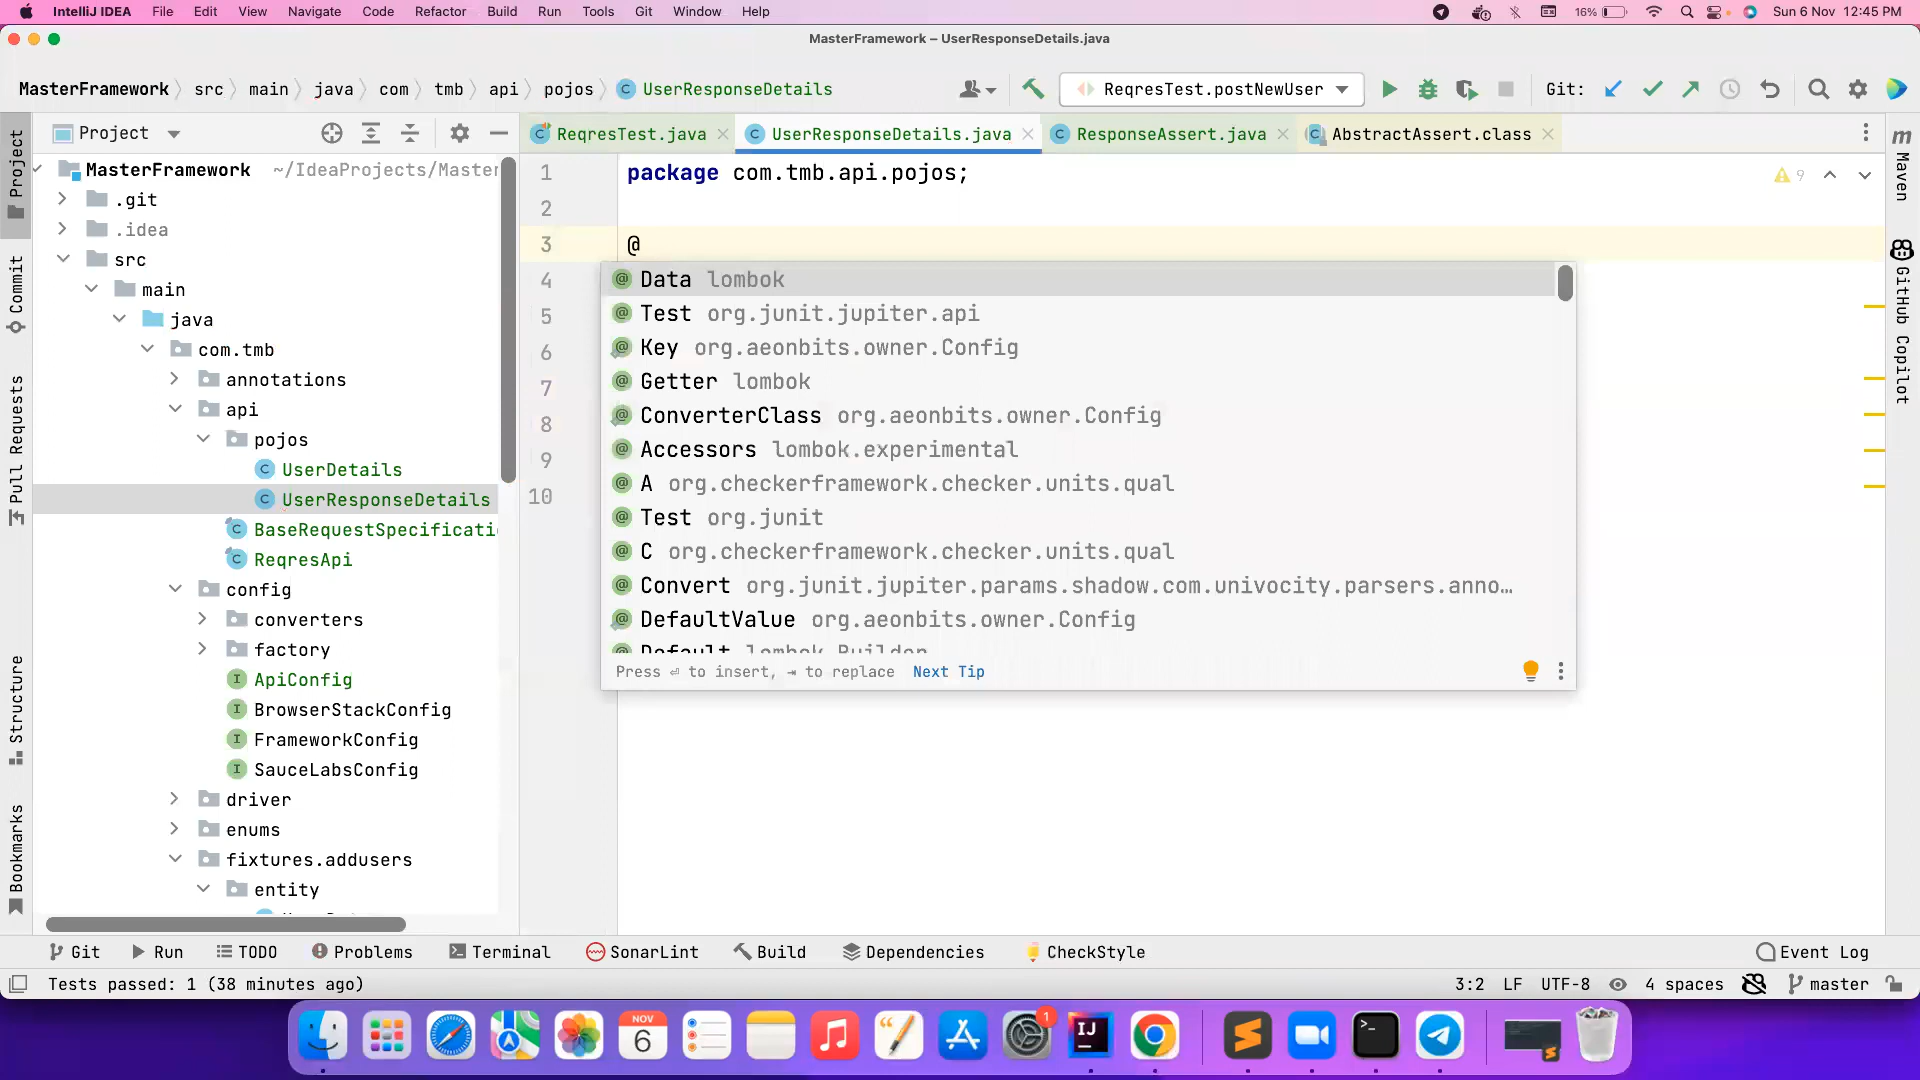 IntelliJ IDEA File Edit View Navigate Code Refactor Build Run Tools Git Window Help 16% Sun 6 Nov 12:45 PM
MasterFramework – UserResponseDetails.java
MasterFramework src main java com tmb api pojos UserResponseDetails ReqresTest.postNewUser Git:
Project
ReqresTest.java UserResponseDetails.java ResponseAssert.java AbstractAssert.class
MasterFramework ~/IdeaProjects/Master
.git
.idea
src
main
java
com.tmb
annotations
api
pojos
UserDetails
UserResponseDetails
BaseRequestSpecificati
ReqresApi
config
converters
factory
ApiConfig
BrowserStackConfig
FrameworkConfig
SauceLabsConfig
driver
enums
fixtures.addusers
entity
Project
Commit
Pull Requests
Structure
Bookmarks
1 package com.tmb.api.pojos;
2
3 @
4
5
6
7
8
9
10
9
Data lombok
Test org.junit.jupiter.api
Key org.aeonbits.owner.Config
Getter lombok
ConverterClass org.aeonbits.owner.Config
Accessors lombok.experimental
A org.checkerframework.checker.units.qual
Test org.junit
C org.checkerframework.checker.units.qual
Convert org.junit.jupiter.params.shadow.com.univocity.parsers.anno…
DefaultValue org.aeonbits.owner.Config
Default lombok.Builder
Press ⏎ to insert, ⇥ to replace Next Tip
m Maven
GitHub Copilot
Git Run TODO Problems Terminal SonarLint Build Dependencies CheckStyle Event Log
Tests passed: 1 (38 minutes ago) 3:2 LF UTF-8 4 spaces master
NOV
6
1
IJ